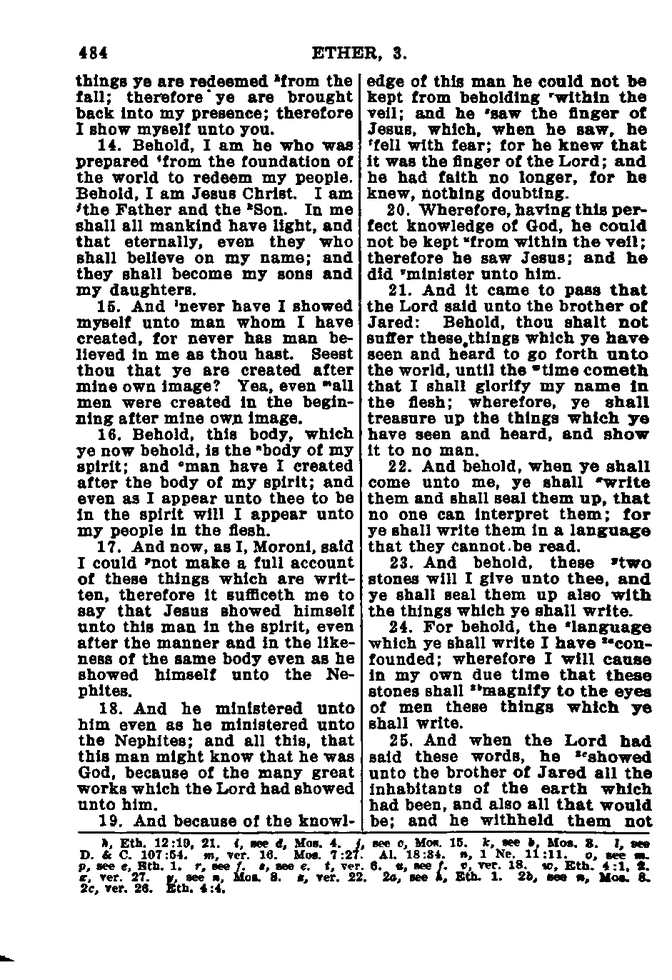 484 ETHER, 3.
things ye are redeemed ʰfrom the
fall; therefore ye are brought
back into my presence; therefore
I show myself unto you.
14. Behold, I am he who was
prepared ⁱfrom the foundation of
the world to redeem my people.
Behold, I am Jesus Christ. I am
ʲthe Father and the ᵏSon. In me
shall all mankind have light, and
that eternally, even they who
shall believe on my name; and
they shall become my sons and
my daughters.
15. And ˡnever have I showed
myself unto man whom I have
created, for never has man be-
lieved in me as thou hast. Seest
thou that ye are created after
mine own image? Yea, even ᵐall
men were created in the begin-
ning after mine own image.
16. Behold, this body, which
ye now behold, is the ⁿbody of my
spirit; and ᵒman have I created
after the body of my spirit; and
even as I appear unto thee to be
in the spirit will I appear unto
my people in the flesh.
17. And now, as I, Moroni, said
I could ᵖnot make a full account
of these things which are writ-
ten, therefore it sufficeth me to
say that Jesus showed himself
unto this man in the spirit, even
after the manner and in the like-
ness of the same body even as he
showed himself unto the Ne-
phites.
18. And he ministered unto
him even as he ministered unto
the Nephites; and all this, that
this man might know that he was
God, because of the many great
works which the Lord had showed
unto him.
19. And because of the knowl-
edge of this man he could not be
kept from beholding ʳwithin the
veil; and he ˢsaw the finger of
Jesus, which, when he saw, he
ᵗfell with fear; for he knew that
it was the finger of the Lord; and
he had faith no longer, for he
knew, nothing doubting.
20. Wherefore, having this per-
fect knowledge of God, he could
not be kept ᵘfrom within the veil;
therefore he saw Jesus; and he
did ᵛminister unto him.
21. And it came to pass that
the Lord said unto the brother of
Jared: Behold, thou shalt not
suffer these things which ye have
seen and heard to go forth unto
the world, until the ʷtime cometh
that I shall glorify my name in
the flesh; wherefore, ye shall
treasure up the things which ye
have seen and heard, and show
it to no man.
22. And behold, when ye shall
come unto me, ye shall ˣwrite
them and shall seal them up, that
no one can interpret them; for
ye shall write them in a language
that they cannot be read.
23. And behold, these ʸtwo
stones will I give unto thee, and
ye shall seal them up also with
the things which ye shall write.
24. For behold, the ᶻlanguage
which ye shall write I have ²ᵃcon-
founded; wherefore I will cause
in my own due time that these
stones shall ²ᵇmagnify to the eyes
of men these things which ye
shall write.
25. And when the Lord had
said these words, he ²ᶜshowed
unto the brother of Jared all the
inhabitants of the earth which
had been, and also all that would
be; and he withheld them not
h, Eth. 12:19, 21. i, see d, Mos. 4. j, see c, Mos. 15. k, see b, Mos. 3. l, see
D. & C. 107:54. m, ver. 16. Mos. 7:27. Al. 18:34. n, 1 Ne. 11:11. o, see m.
p, see e, Eth. 1. r, see f. s, see e. t, ver. 6. u, see f. v, ver. 18. w, Eth. 4:1, 2.
x, ver. 27. y, see n, Mos. 8. z, ver. 22. 2a, see h, Eth. 1. 2b, see n, Mos. 8.
2c, ver. 26. Eth. 4:4.